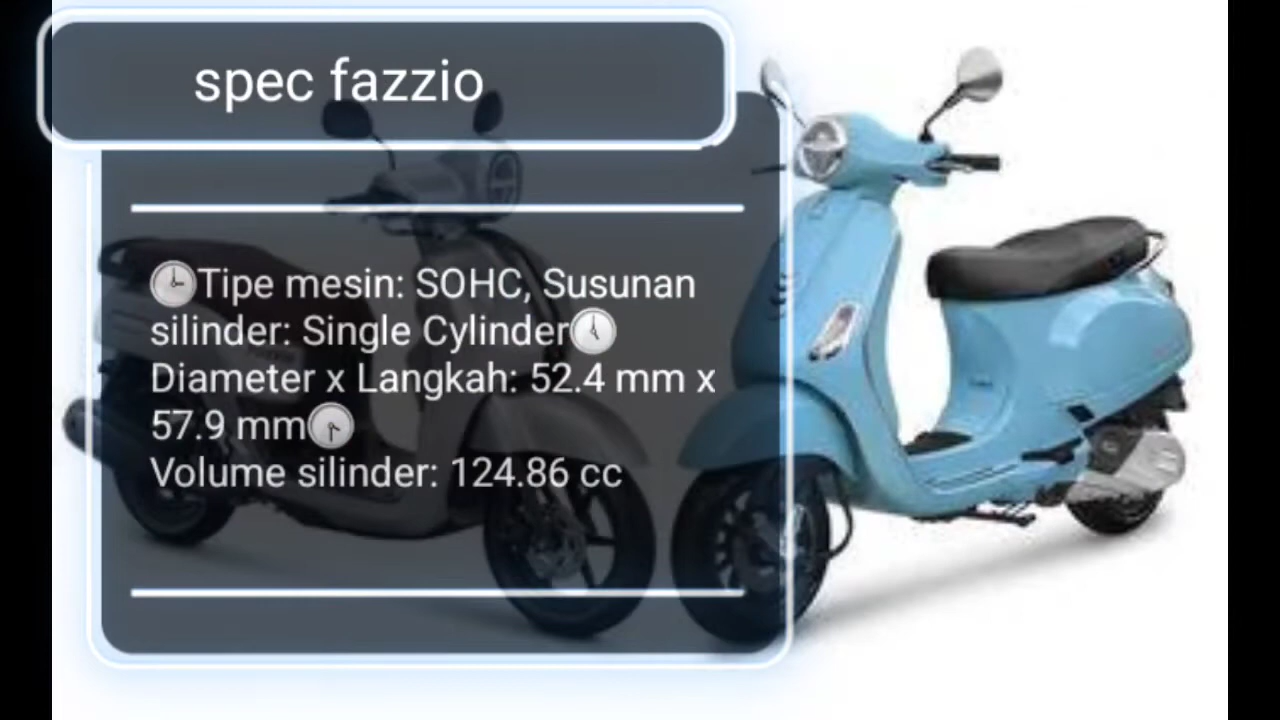 spec fazzio
🕒Tipe mesin: SOHC, Susunan
silinder: Single Cylinder🕔
Diameter x Langkah: 52.4 mm x
57.9 mm🕞
Volume silinder: 124.86 cc